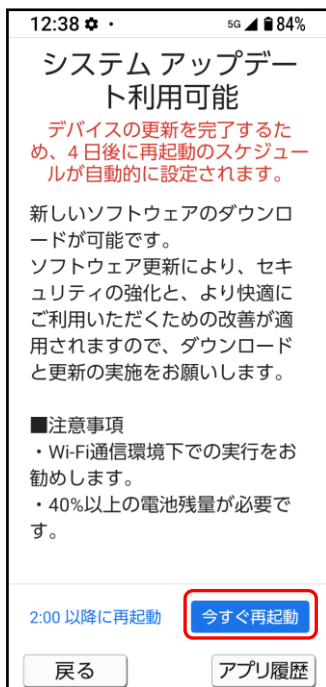 12:38
5G 84%
システム アップデー
ト利用可能
デバイスの更新を完了するた
め、4 日後に再起動のスケジュー
ルが自動的に設定されます。
新しいソフトウェアのダウンロ
ードが可能です。
ソフトウェア更新により、セキ
ュリティの強化と、より快適に
ご利用いただくための改善が適
用されますので、ダウンロード
と更新の実施をお願いします。
■注意事項
・Wi-Fi通信環境下での実行をお
勧めします。
・40%以上の電池残量が必要で
す。
2:00 以降に再起動
今すぐ再起動
戻る
アプリ履歴